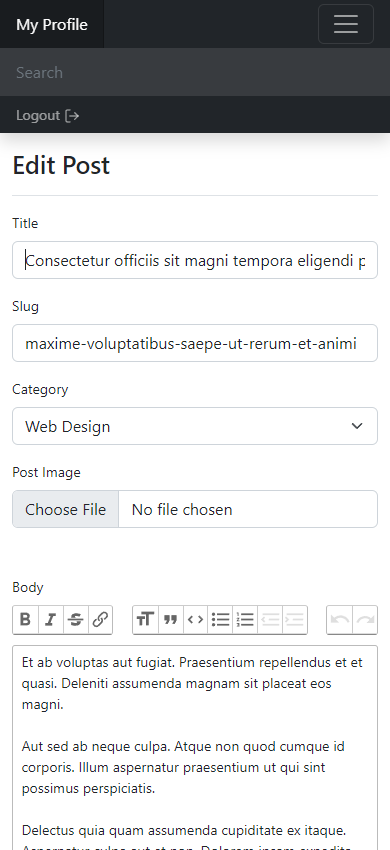 My Profile
Search
Logout
Edit Post
Title
Consectetur officiis sit magni tempora eligendi p
Slug
maxime-voluptatibus-saepe-ut-rerum-et-animi
Category
Web Design
Post Image
Choose File No file chosen
Body
Et ab voluptas aut fugiat. Praesentium repellendus et et
quasi. Deleniti assumenda magnam sit placeat eos
magni.
Aut sed ab neque culpa. Atque non quod cumque id
corporis. Illum aspernatur praesentium ut qui sint
possimus perspiciatis.
Delectus quia quam assumenda cupiditate ex itaque.